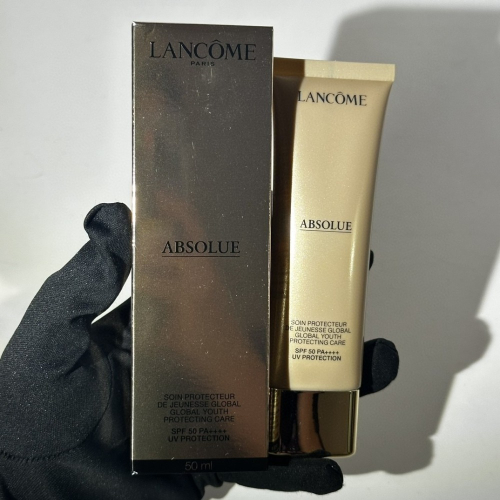 LANCÔME
PARIS
ABSOLUE
SOIN PROTECTEUR
DE JEUNESSE GLOBAL
GLOBAL YOUTH
PROTECTING CARE
SPF 50 PA++++
UV PROTECTION
50 ml
LANCÔME
ABSOLUE
SOIN PROTECTEUR
DE JEUNESSE GLOBAL
GLOBAL YOUTH
PROTECTING CARE
SPF 50 PA++++
UV PROTECTION